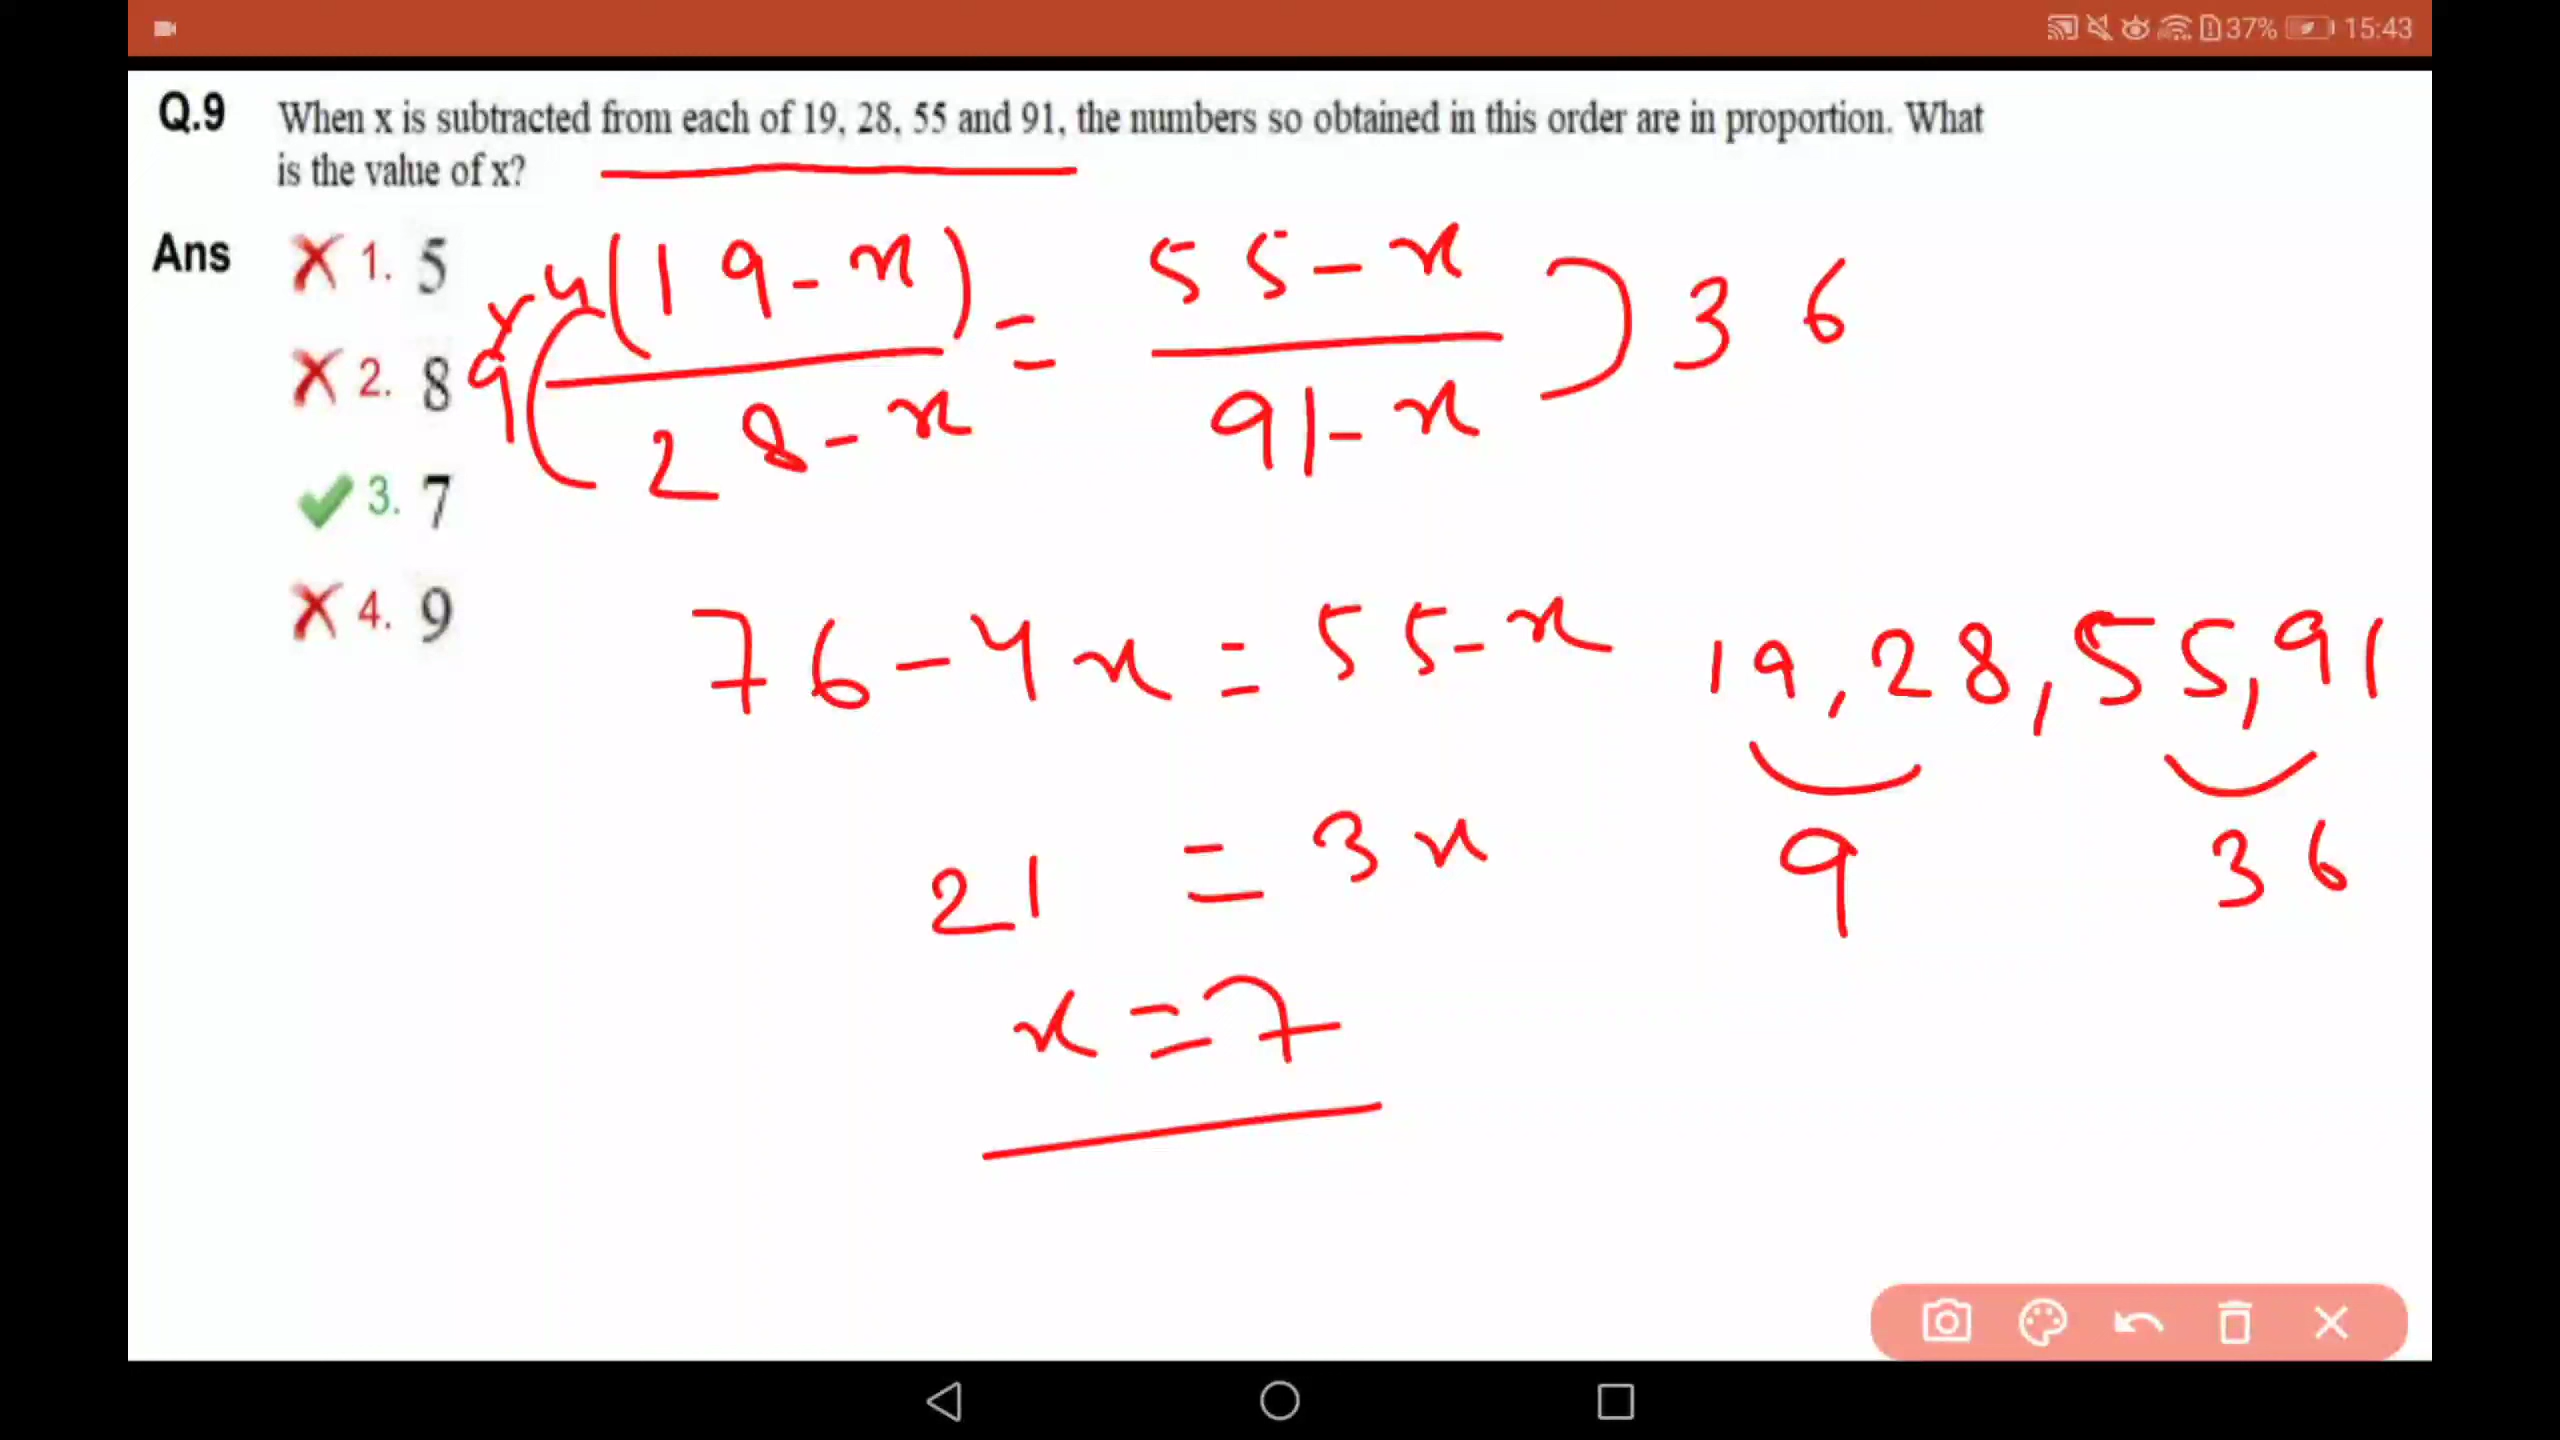 37% 15:43
Q.9 When x is subtracted from each of 19, 28, 55 and 91, the numbers so obtained in this order are in proportion. What
is the value of x?
Ans 1. 5
2. 8
3. 7
4. 9
4(19-x) = 55-x
9 28-x 91-x 36
76-4x = 55-x
21 = 3x
x=7
19,28,55,91
9 36